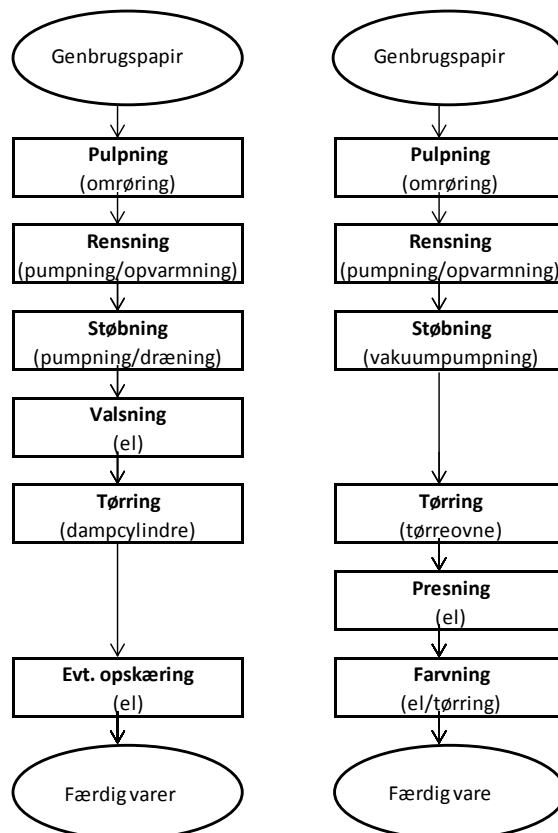 Genbrugspapir
Pulpning
(omrøring)
Rensning
(pumpning/opvarmning)
Støbning
(pumpning/dræning)
Valsning
(el)
Tørring
(dampcylindre)
Evt. opskæring
(el)
Færdig varer
Genbrugspapir
Pulpning
(omrøring)
Rensning
(pumpning/opvarmning)
Støbning
(vakuumpumpning)
Tørring
(tørreovne)
Presning
(el)
Farvning
(el/tørring)
Færdig vare